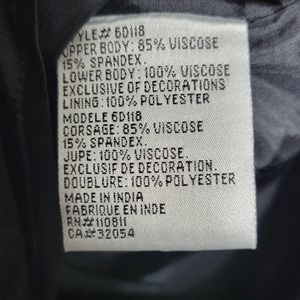 STYLE# 6D118
UPPER BODY: 85% VISCOSE
15% SPANDEX.
LOWER BODY: 100% VISCOSE
EXCLUSIVE OF DECORATIONS
LINING: 100% POLYESTER
MODELE 6D118
CORSAGE: 85% VISCOSE
15% SPANDEX.
JUPE: 100% VISCOSE.
EXCLUSIF DE DECORATION.
DOUBLURE: 100% POLYESTER
MADE IN INDIA
FABRIQUE EN INDE
RN#110811
CA#32054